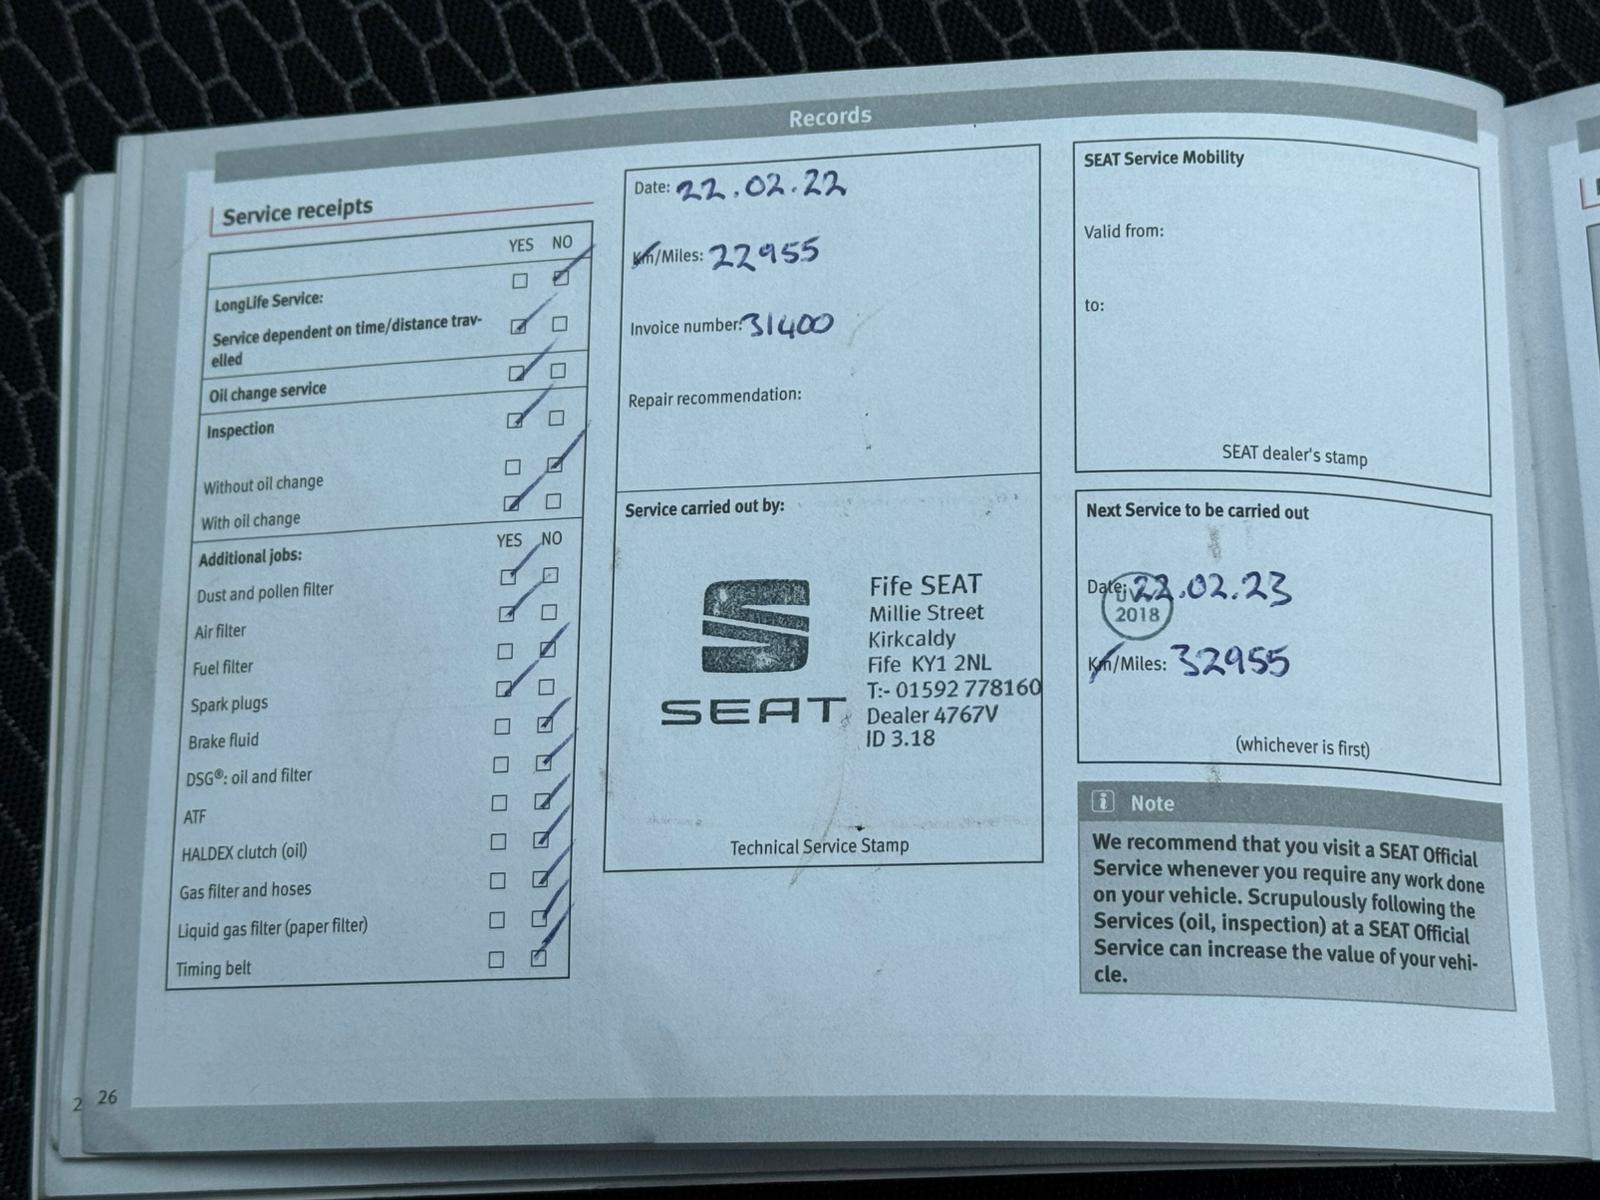 Records
Service receipts
YES NO
LongLife Service:
Service dependent on time/distance trav-
elled
Oil change service
Inspection
Without oil change
With oil change
Additional jobs: YES NO
Dust and pollen filter
Air filter
Fuel filter
Spark plugs
Brake fluid
DSG®: oil and filter
ATF
HALDEX clutch (oil)
Gas filter and hoses
Liquid gas filter (paper filter)
Timing belt
Date: 22.02.22
Km/Miles: 22955
Invoice number: 31400
Repair recommendation:
Service carried out by:
SEAT
Fife SEAT
Millie Street
Kirkcaldy
Fife KY1 2NL
T:- 01592 778160
Dealer 4767V
ID 3.18
Technical Service Stamp
SEAT Service Mobility
Valid from:
to:
SEAT dealer's stamp
Next Service to be carried out
Date: 22.02.23
2018
Km/Miles: 32955
(whichever is first)
i Note
We recommend that you visit a SEAT Official
Service whenever you require any work done
on your vehicle. Scrupulously following the
Services (oil, inspection) at a SEAT Official
Service can increase the value of your vehi-
cle.
2 26